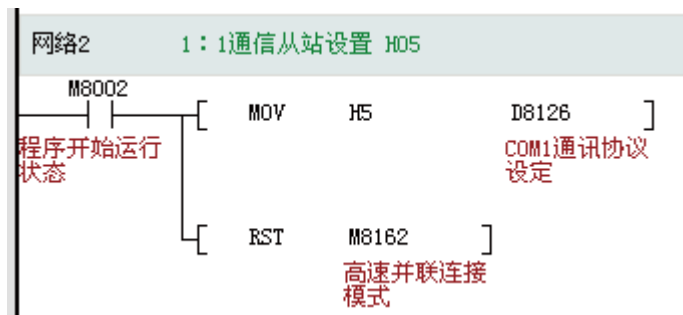 网络2 1：1通信从站设置 H05
M8002
MOV H5 D8126
程序开始运行
状态
COM1通讯协议
设定
RST M8162
高速并联连接
模式